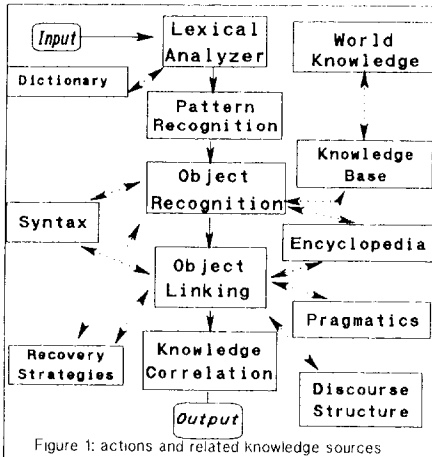 Input
Lexical
Analyzer
World
Knowledge
Dictionary
Pattern
Recognition
Object
Recognition
Knowledge
Base
Syntax
Encyclopedia
Object
Linking
Pragmatics
Recovery
Strategies
Knowledge
Correlation
Discourse
Structure
Output
Figure 1: actions and related knowledge sources